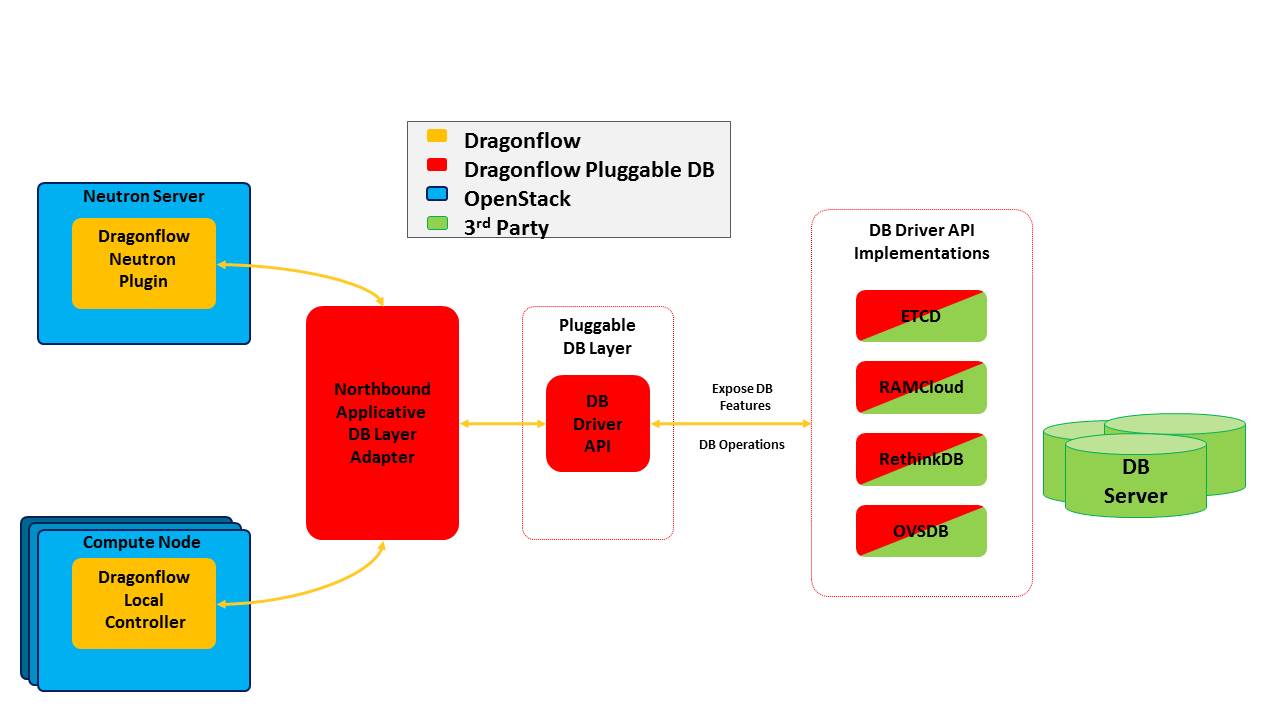 Dragonflow
Dragonflow Pluggable DB
OpenStack
3rd Party
Neutron Server
Dragonflow
Neutron
Plugin
Northbound
Applicative
DB Layer
Adapter
Compute Node
Dragonflow
Local
Controller
Pluggable
DB Layer
DB
Driver
API
Expose DB
Features
DB Operations
DB Driver API
Implementations
ETCD
RAMCloud
RethinkDB
OVSDB
DB
Server